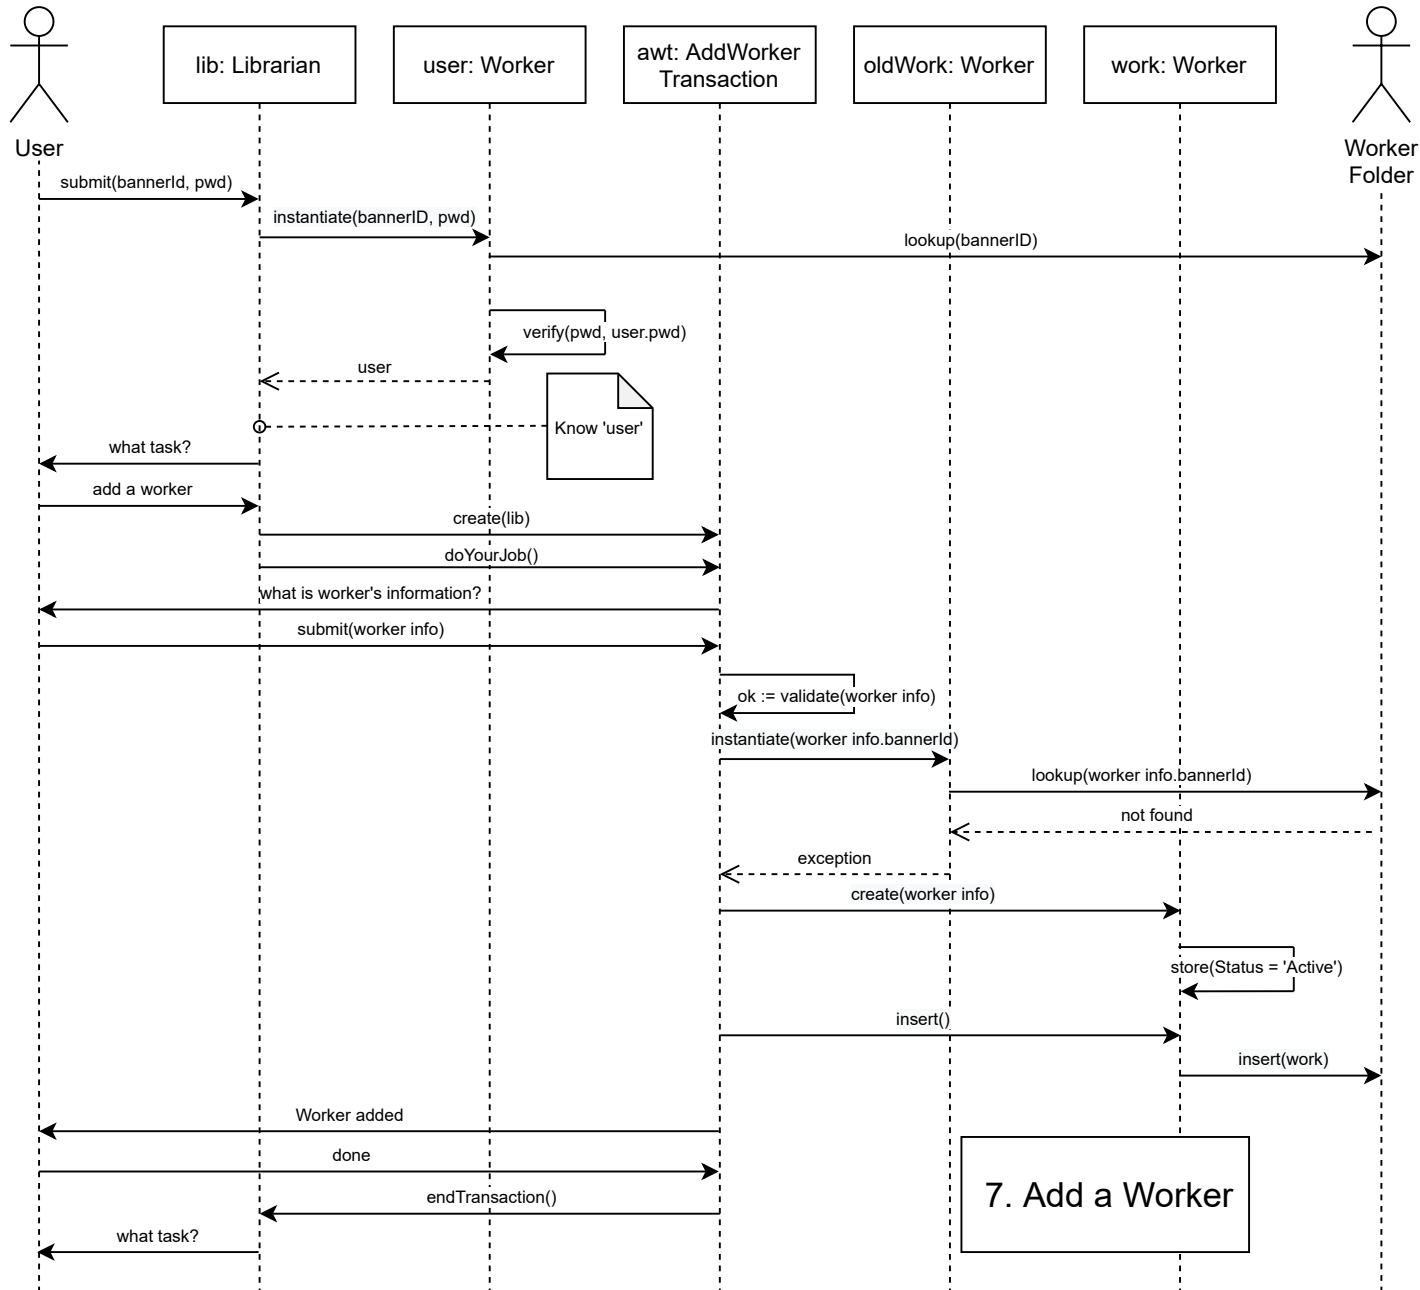 User
lib: Librarian
user: Worker
awt: AddWorker
Transaction
oldWork: Worker
work: Worker
Worker
Folder
submit(bannerId, pwd)
instantiate(bannerID, pwd)
lookup(bannerID)
verify(pwd, user.pwd)
user
Know 'user'
what task?
add a worker
create(lib)
doYourJob()
what is worker's information?
submit(worker info)
ok := validate(worker info)
instantiate(worker info.bannerId)
lookup(worker info.bannerId)
not found
exception
create(worker info)
store(Status = 'Active')
insert()
insert(work)
Worker added
done
endTransaction()
what task?
7. Add a Worker